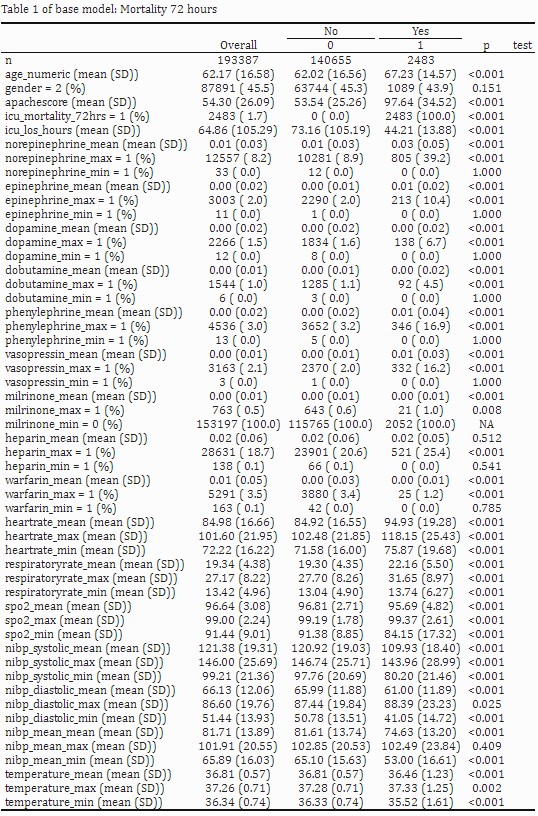 Table 1 of base model: Mortality 72 hours
No Yes
Overall 0 1 p test
n 193387 140655 2483
age_numeric (mean (SD)) 62.17 (16.58) 62.02 (16.56) 67.23 (14.57) <0.001
gender = 2 (%) 87891 ( 45.5) 63744 ( 45.3) 1089 ( 43.9) 0.151
apachescore (mean (SD)) 54.30 (26.09) 53.54 (25.26) 97.64 (34.52) <0.001
icu_mortality_72hrs = 1 (%) 2483 ( 1.7) 0 ( 0.0) 2483 (100.0) <0.001
icu_los_hours (mean (SD)) 64.86 (105.29) 73.16 (105.19) 44.21 (13.88) <0.001
norepinephrine_mean (mean (SD)) 0.01 (0.03) 0.01 (0.03) 0.03 (0.05) <0.001
norepinephrine_max = 1 (%) 12557 ( 8.2) 10281 ( 8.9) 805 ( 39.2) <0.001
norepinephrine_min = 1 (%) 33 ( 0.0) 12 ( 0.0) 0 ( 0.0) 1.000
epinephrine_mean (mean (SD)) 0.00 (0.02) 0.00 (0.01) 0.01 (0.02) <0.001
epinephrine_max = 1 (%) 3003 ( 2.0) 2290 ( 2.0) 213 ( 10.4) <0.001
epinephrine_min = 1 (%) 11 ( 0.0) 1 ( 0.0) 0 ( 0.0) 1.000
dopamine_mean (mean (SD)) 0.00 (0.02) 0.00 (0.02) 0.00 (0.02) <0.001
dopamine_max = 1 (%) 2266 ( 1.5) 1834 ( 1.6) 138 ( 6.7) <0.001
dopamine_min = 1 (%) 12 ( 0.0) 8 ( 0.0) 0 ( 0.0) 1.000
dobutamine_mean (mean (SD)) 0.00 (0.01) 0.00 (0.01) 0.00 (0.02) <0.001
dobutamine_max = 1 (%) 1544 ( 1.0) 1285 ( 1.1) 92 ( 4.5) <0.001
dobutamine_min = 1 (%) 6 ( 0.0) 3 ( 0.0) 0 ( 0.0) 1.000
phenylephrine_mean (mean (SD)) 0.00 (0.02) 0.00 (0.02) 0.01 (0.04) <0.001
phenylephrine_max = 1 (%) 4536 ( 3.0) 3652 ( 3.2) 346 ( 16.9) <0.001
phenylephrine_min = 1 (%) 13 ( 0.0) 5 ( 0.0) 0 ( 0.0) 1.000
vasopressin_mean (mean (SD)) 0.00 (0.01) 0.00 (0.01) 0.01 (0.03) <0.001
vasopressin_max = 1 (%) 3163 ( 2.1) 2370 ( 2.0) 332 ( 16.2) <0.001
vasopressin_min = 1 (%) 3 ( 0.0) 1 ( 0.0) 0 ( 0.0) 1.000
milrinone_mean (mean (SD)) 0.00 (0.01) 0.00 (0.01) 0.00 (0.01) <0.001
milrinone_max = 1 (%) 763 ( 0.5) 643 ( 0.6) 21 ( 1.0) 0.008
milrinone_min = 0 (%) 153197 (100.0) 115765 (100.0) 2052 (100.0) NA
heparin_mean (mean (SD)) 0.02 (0.06) 0.02 (0.06) 0.02 (0.05) 0.512
heparin_max = 1 (%) 28631 ( 18.7) 23901 ( 20.6) 521 ( 25.4) <0.001
heparin_min = 1 (%) 138 ( 0.1) 66 ( 0.1) 0 ( 0.0) 0.541
warfarin_mean (mean (SD)) 0.01 (0.05) 0.00 (0.03) 0.00 (0.01) <0.001
warfarin_max = 1 (%) 5291 ( 3.5) 3880 ( 3.4) 25 ( 1.2) <0.001
warfarin_min = 1 (%) 163 ( 0.1) 42 ( 0.0) 0 ( 0.0) 0.785
heartrate_mean (mean (SD)) 84.98 (16.66) 84.92 (16.55) 94.93 (19.28) <0.001
heartrate_max (mean (SD)) 101.60 (21.95) 102.48 (21.85) 118.15 (25.43) <0.001
heartrate_min (mean (SD)) 72.22 (16.22) 71.58 (16.00) 75.87 (19.68) <0.001
respiratoryrate_mean (mean (SD)) 19.34 (4.38) 19.30 (4.35) 22.16 (5.50) <0.001
respiratoryrate_max (mean (SD)) 27.17 (8.22) 27.70 (8.26) 31.65 (8.97) <0.001
respiratoryrate_min (mean (SD)) 13.42 (4.96) 13.04 (4.90) 13.74 (6.27) <0.001
spo2_mean (mean (SD)) 96.64 (3.08) 96.81 (2.71) 95.69 (4.82) <0.001
spo2_max (mean (SD)) 99.00 (2.24) 99.19 (1.78) 99.37 (2.61) <0.001
spo2_min (mean (SD)) 91.44 (9.01) 91.38 (8.85) 84.15 (17.32) <0.001
nibp_systolic_mean (mean (SD)) 121.38 (19.31) 120.92 (19.03) 109.93 (18.40) <0.001
nibp_systolic_max (mean (SD)) 146.00 (25.69) 146.74 (25.71) 143.96 (28.99) <0.001
nibp_systolic_min (mean (SD)) 99.21 (21.36) 97.76 (20.69) 80.20 (21.46) <0.001
nibp_diastolic_mean (mean (SD)) 66.13 (12.06) 65.99 (11.88) 61.00 (11.89) <0.001
nibp_diastolic_max (mean (SD)) 86.60 (19.76) 87.44 (19.84) 88.39 (23.23) 0.025
nibp_diastolic_min (mean (SD)) 51.44 (13.93) 50.78 (13.51) 41.05 (14.72) <0.001
nibp_mean_mean (mean (SD)) 81.71 (13.89) 81.61 (13.74) 74.63 (13.20) <0.001
nibp_mean_max (mean (SD)) 101.91 (20.55) 102.85 (20.53) 102.49 (23.84) 0.409
nibp_mean_min (mean (SD)) 65.89 (16.03) 65.10 (15.63) 53.00 (16.61) <0.001
temperature_mean (mean (SD)) 36.81 (0.57) 36.81 (0.57) 36.46 (1.23) <0.001
temperature_max (mean (SD)) 37.26 (0.71) 37.28 (0.71) 37.33 (1.25) 0.002
temperature_min (mean (SD)) 36.34 (0.74) 36.33 (0.74) 35.52 (1.61) <0.001